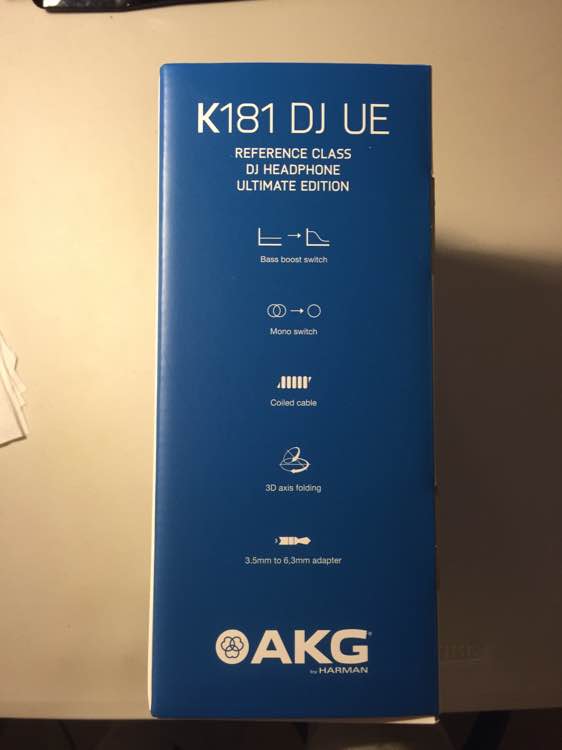 K181 DJ UE
REFERENCE CLASS
DJ HEADPHONE
ULTIMATE EDITION
Bass boost switch
Mono switch
Coiled cable
3D axis folding
3.5mm to 6,3mm adapter
AKG®
by HARMAN